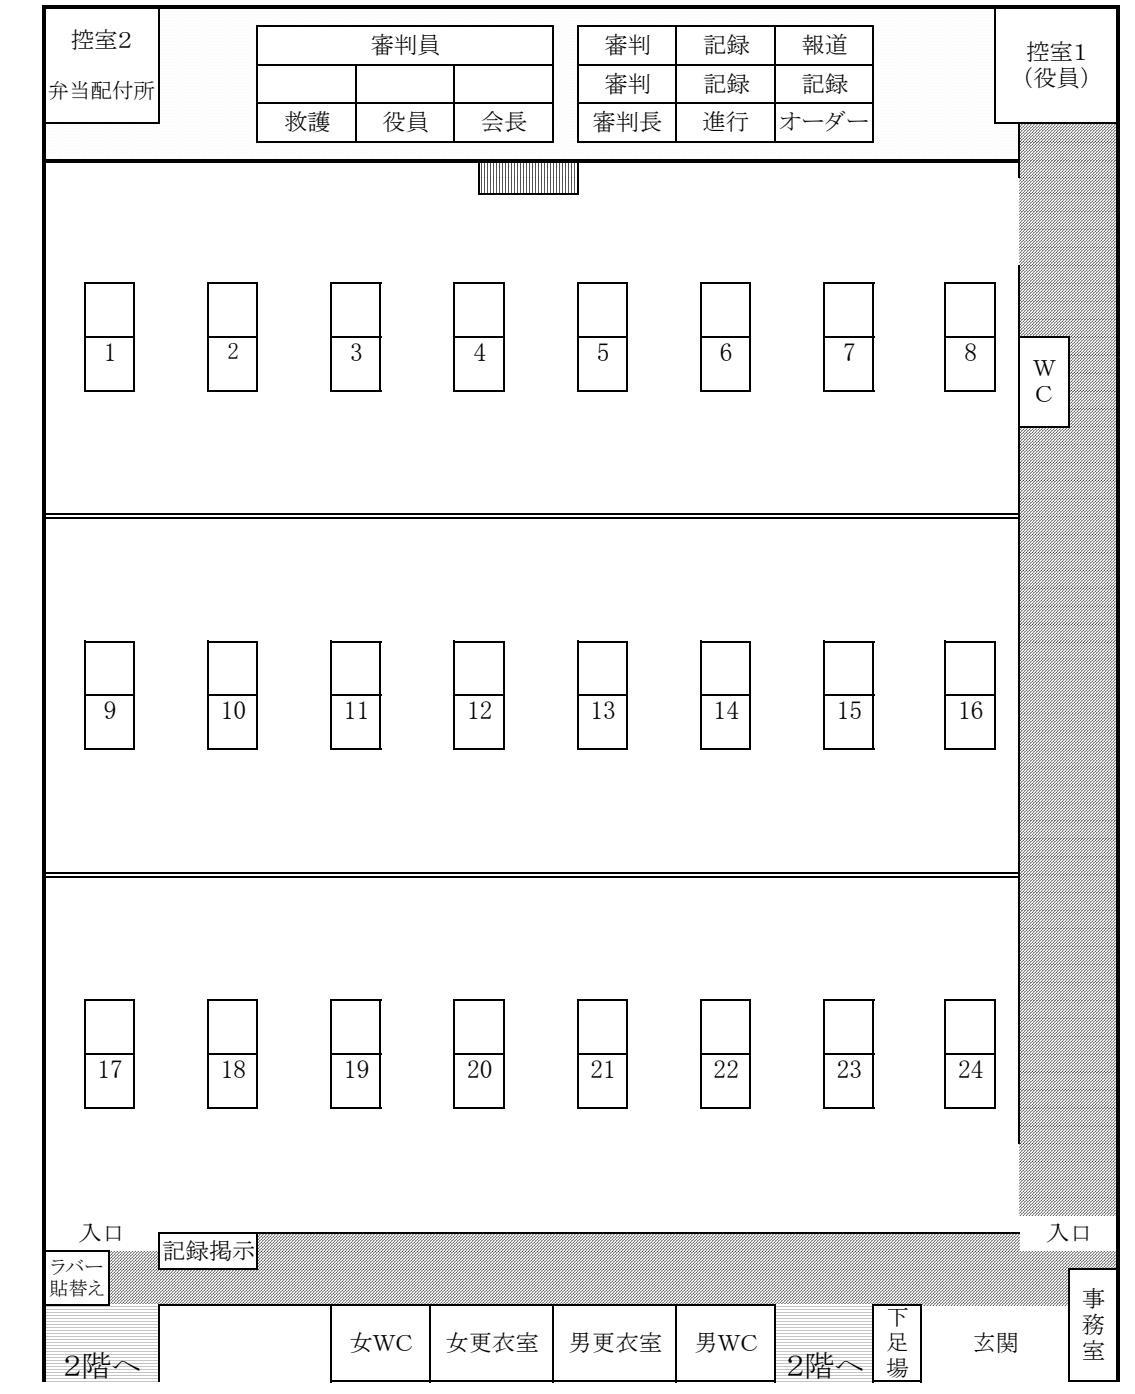 控室2
弁当配付所
審判員
救護 役員 会長
審判 記録 報道
審判 記録 記録
審判長 進行 オーダー
控室1
（役員）
1 2 3 4 5 6 7 8
W
C
9 10 11 12 13 14 15 16
17 18 19 20 21 22 23 24
入口
入口
記録掲示
ラバー
貼替え
2階へ
女WC 女更衣室 男更衣室 男WC
2階へ
下
足
場
玄関
事
務
室